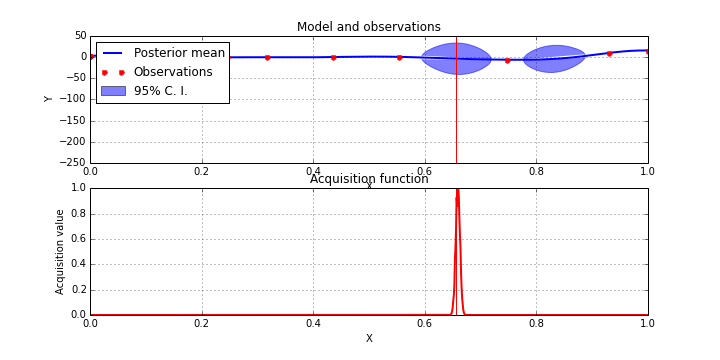 Model and observations
50
0
−50
−100
−150
−200
−250
Y
Posterior mean
Observations
95% C. I.
0.0 0.2 0.4 0.6 0.8 1.0
X
Acquisition function
1.0
0.8
0.6
0.4
0.2
0.0
Acquisition value
0.0 0.2 0.4 0.6 0.8 1.0
X